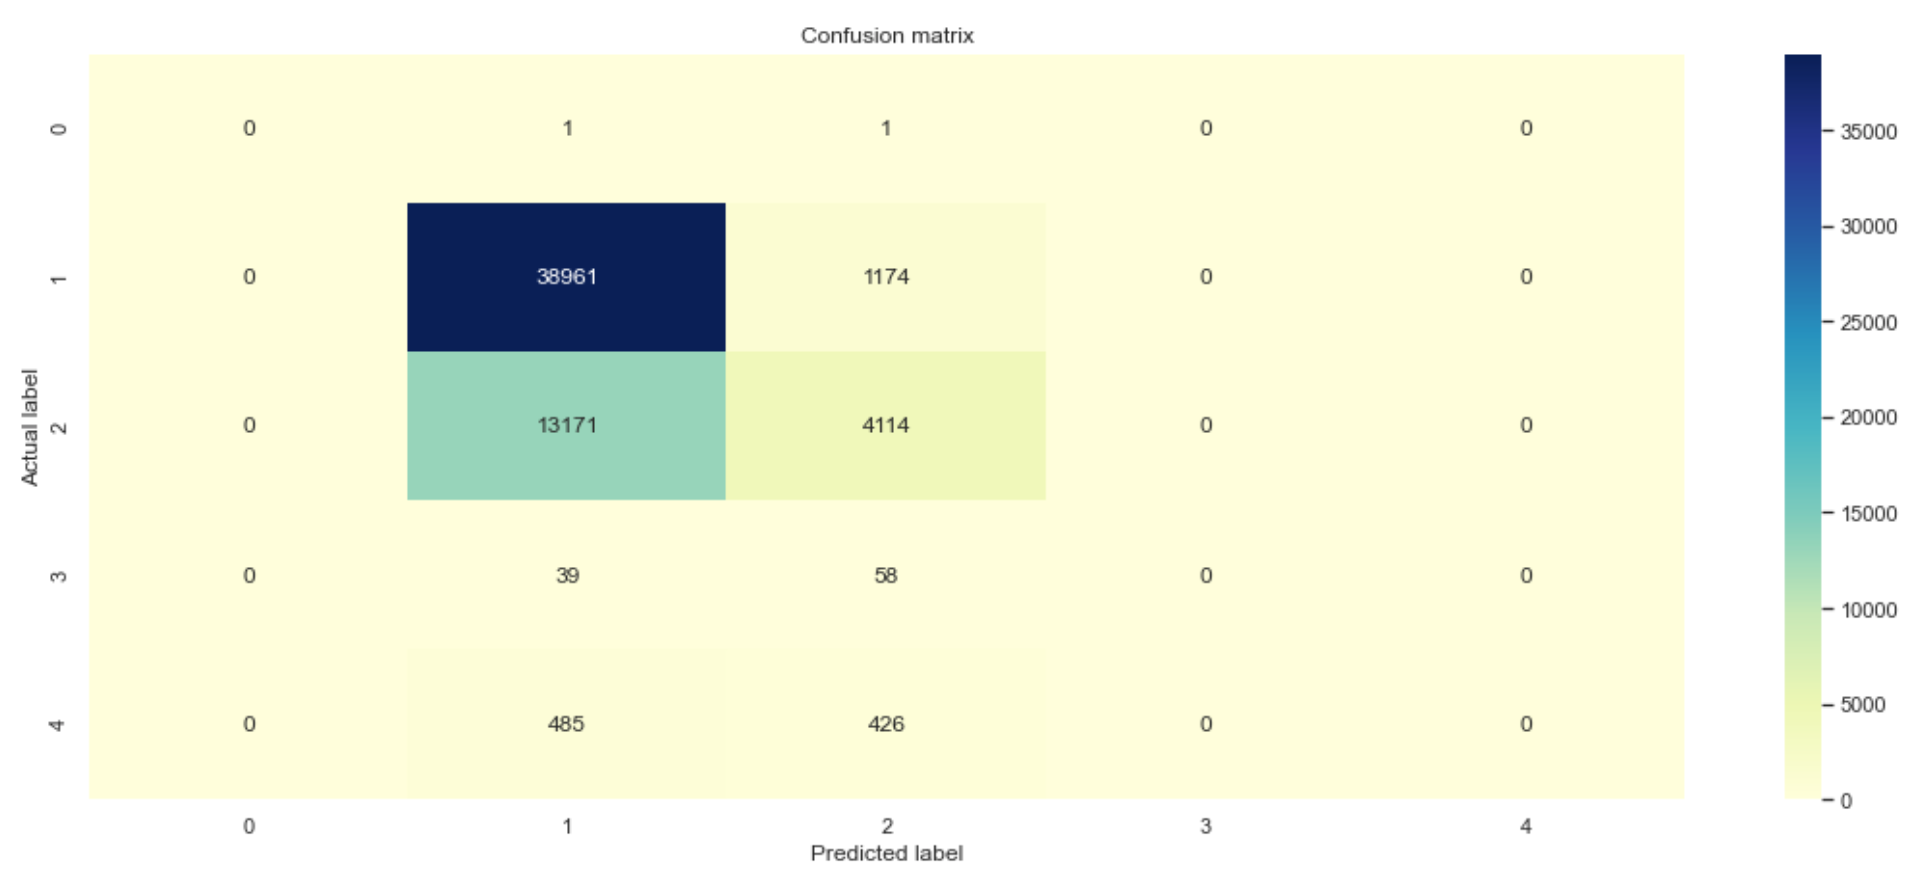 Confusion matrix
0 0 1 1 0 0
1 0 38961 1174 0 0
2 0 13171 4114 0 0
3 0 39 58 0 0
4 0 485 426 0 0
0 1 2 3 4
Predicted label
Actual label
35000
30000
25000
20000
15000
10000
5000
0